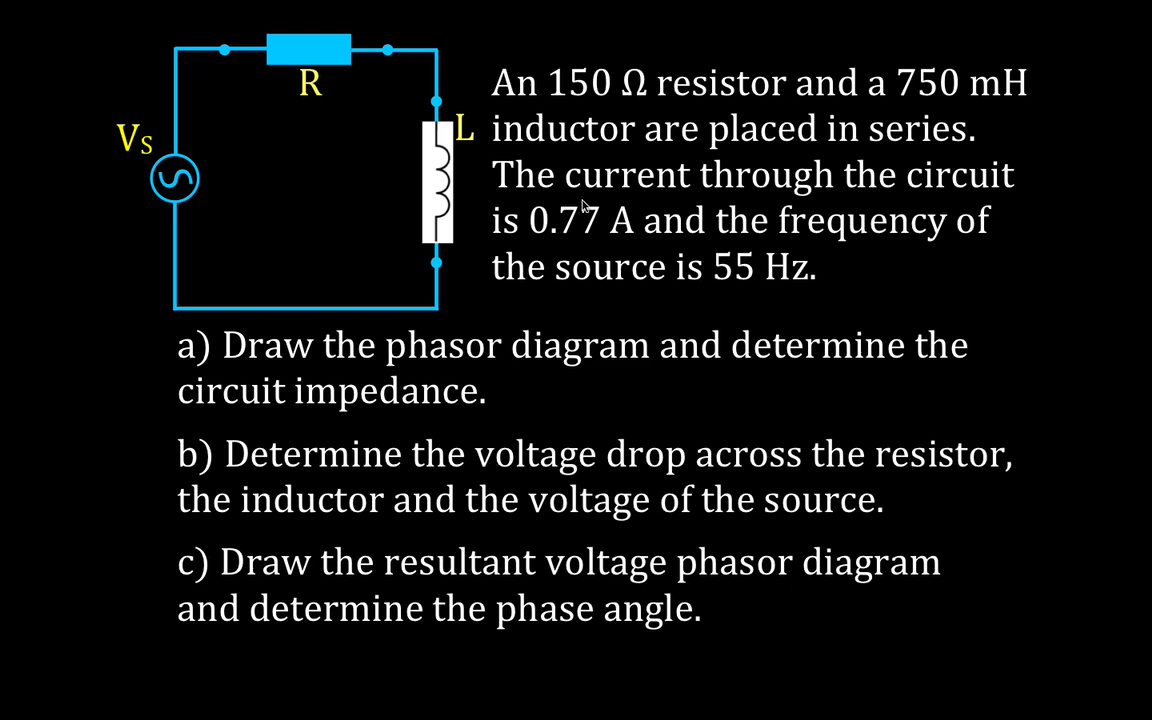 R
V_S
L
An 150 Ω resistor and a 750 mH
inductor are placed in series.
The current through the circuit
is 0.77 A and the frequency of
the source is 55 Hz.
a) Draw the phasor diagram and determine the
circuit impedance.
b) Determine the voltage drop across the resistor,
the inductor and the voltage of the source.
c) Draw the resultant voltage phasor diagram
and determine the phase angle.